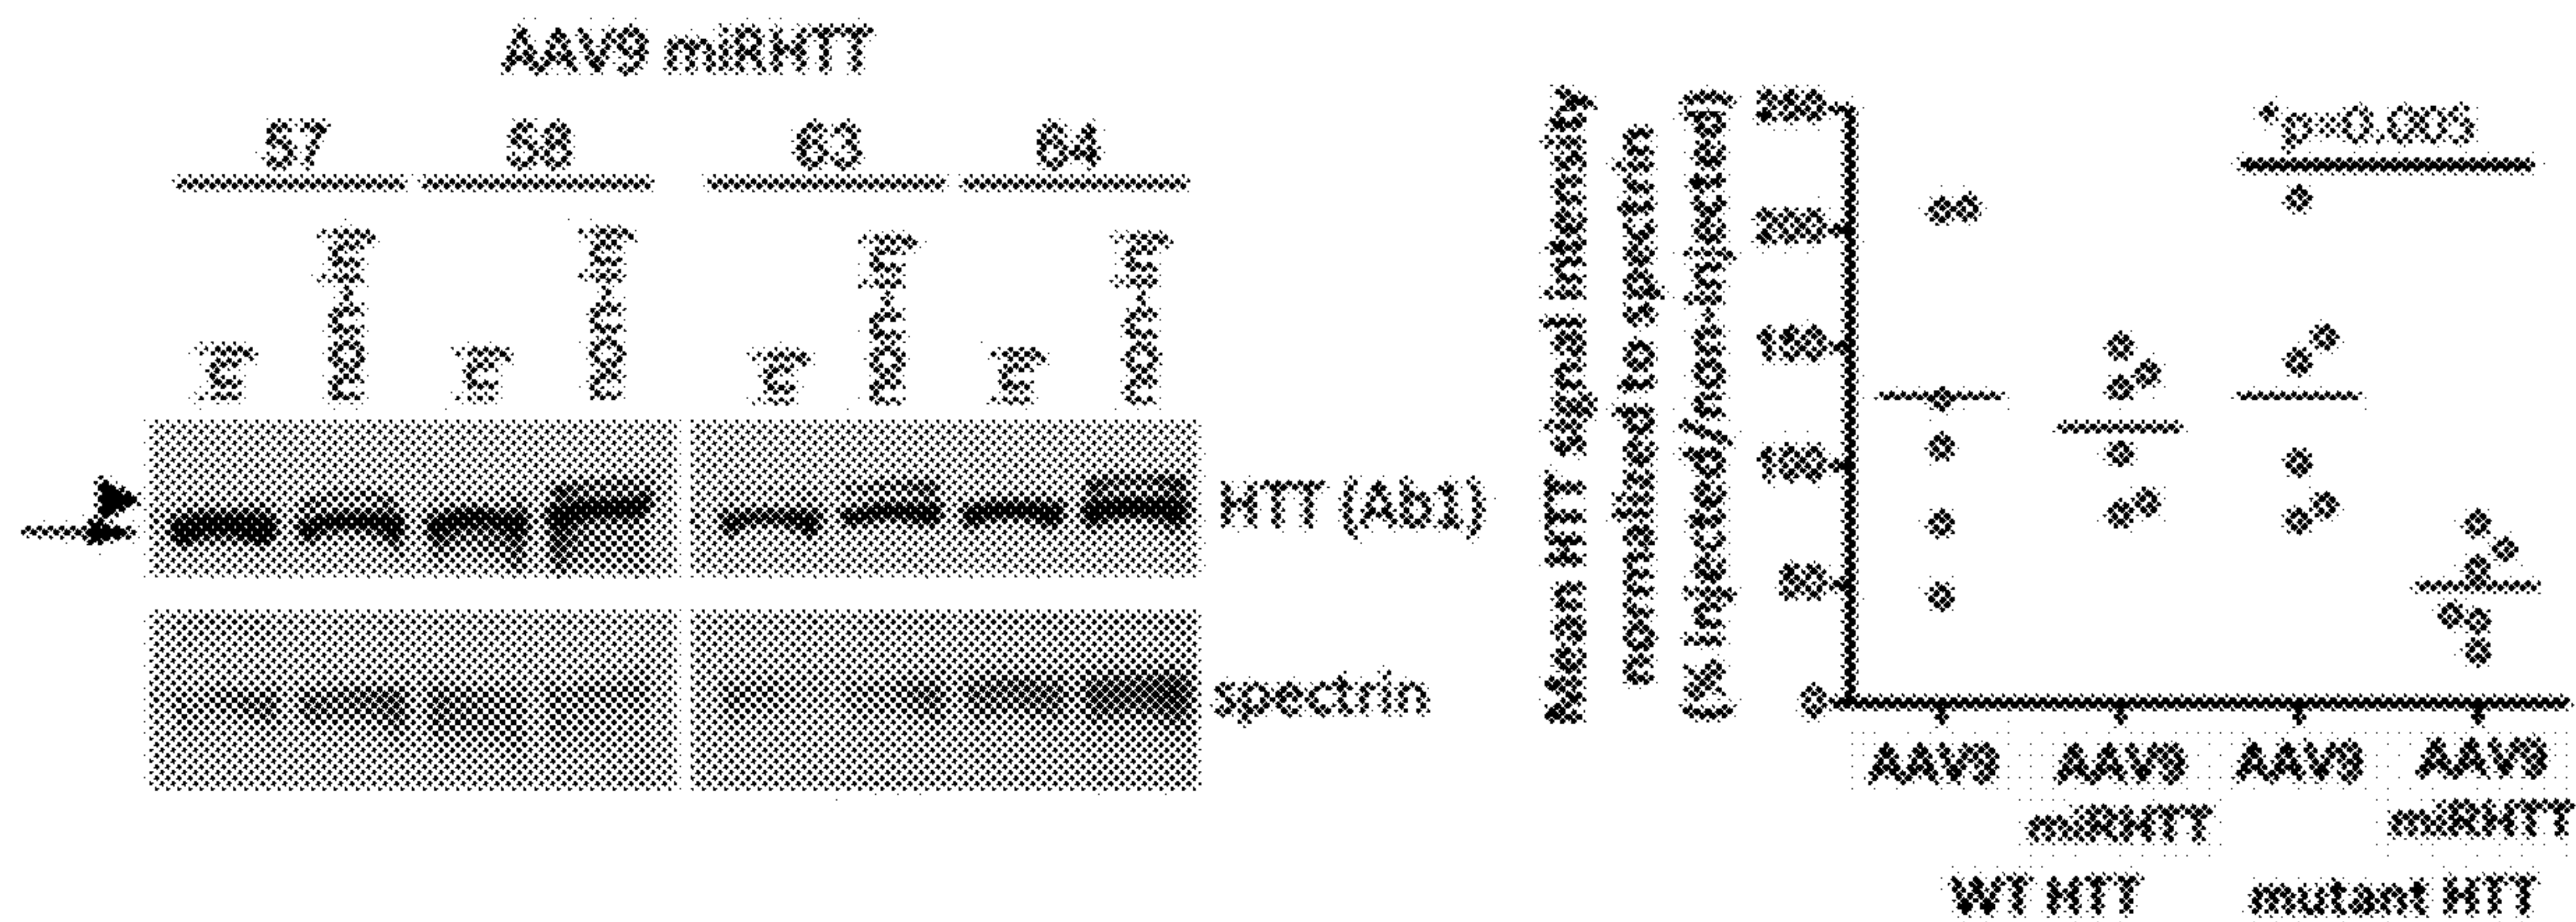 AAV9 miRHTT
57 58 63 64
inj non-inj inj non-inj inj non-inj inj non-inj
HTT (Ab1)
spectrin
Mean HTT signal intensity
normalized to spectrin
(% injected/non-injected)
250
200
150
100
50
0
*p=0.005
AAV9 AAV9 AAV9 AAV9
miRHTT miRHTT
WT HTT mutant HTT